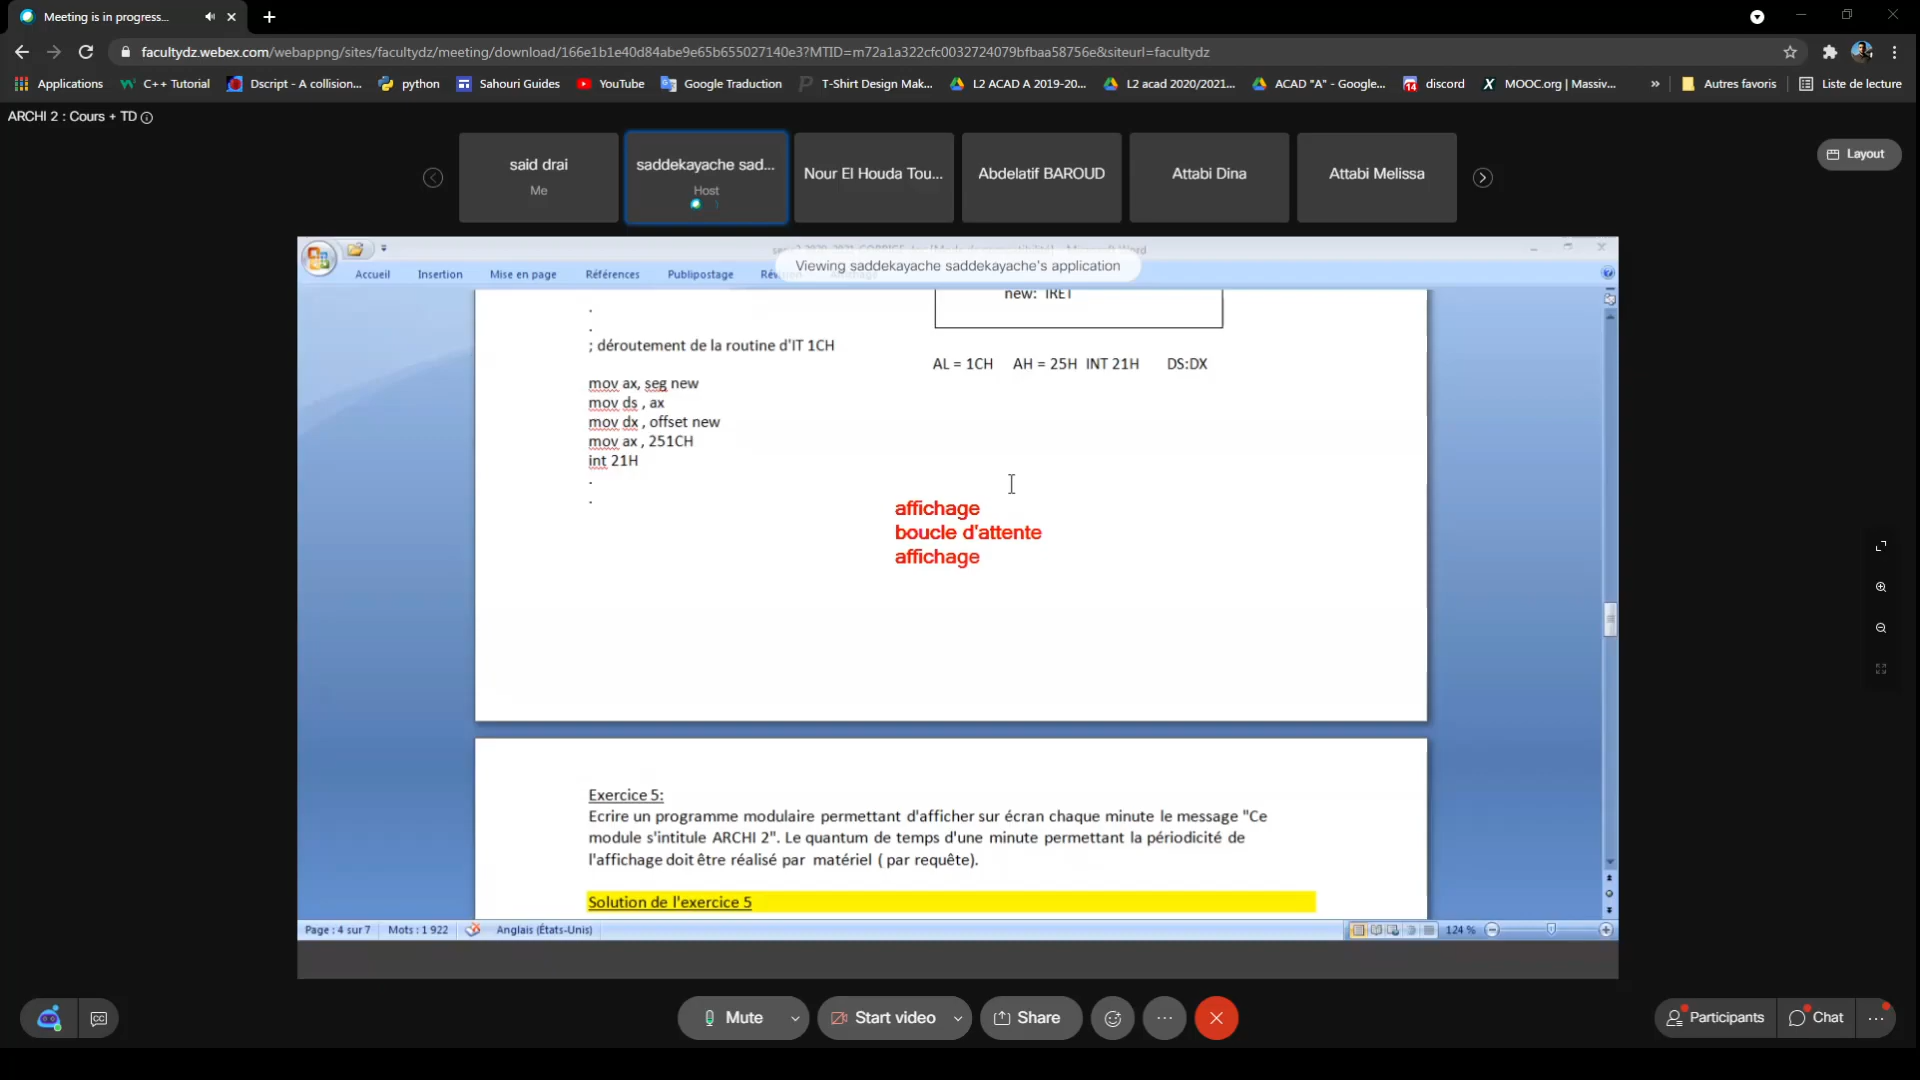 Meeting is in progress...
facultydz.webex.com/webappng/sites/facultydz/meeting/download/166e1b1e40d84abe9e65b655027140e3?MTID=m72a1a322cfc0032724079bfbaa58756e&siteurl=facultydz
Applications C++ Tutorial Dscript - A collision... python Sahouri Guides YouTube Google Traduction T-Shirt Design Mak... L2 ACAD A 2019-20... L2 acad 2020/2021... ACAD "A" - Google... 14 discord MOOC.org | Massiv... » Autres favoris Liste de lecture
ARCHI 2 : Cours + TD
said drai
Me
saddekayache sad...
Host
Nour El Houda Tou...
Abdelatif BAROUD
Attabi Dina
Attabi Melissa
Layout
Viewing saddekayache saddekayache's application
Accueil Insertion Mise en page Références Publipostage
new: IRET
.
.
; déroutement de la routine d'IT 1CH
AL = 1CH AH = 25H INT 21H DS:DX
mov ax, seg new
mov ds , ax
mov dx , offset new
mov ax , 251CH
int 21H
.
.
affichage
boucle d'attente
affichage
Exercice 5:
Ecrire un programme modulaire permettant d'afficher sur écran chaque minute le message "Ce
module s'intitule ARCHI 2". Le quantum de temps d'une minute permettant la périodicité de
l'affichage doit être réalisé par matériel ( par requête).
Solution de l'exercice 5
Page : 4 sur 7 Mots : 1 922 Anglais (États-Unis) 124 %
CC Mute Start video Share Participants Chat